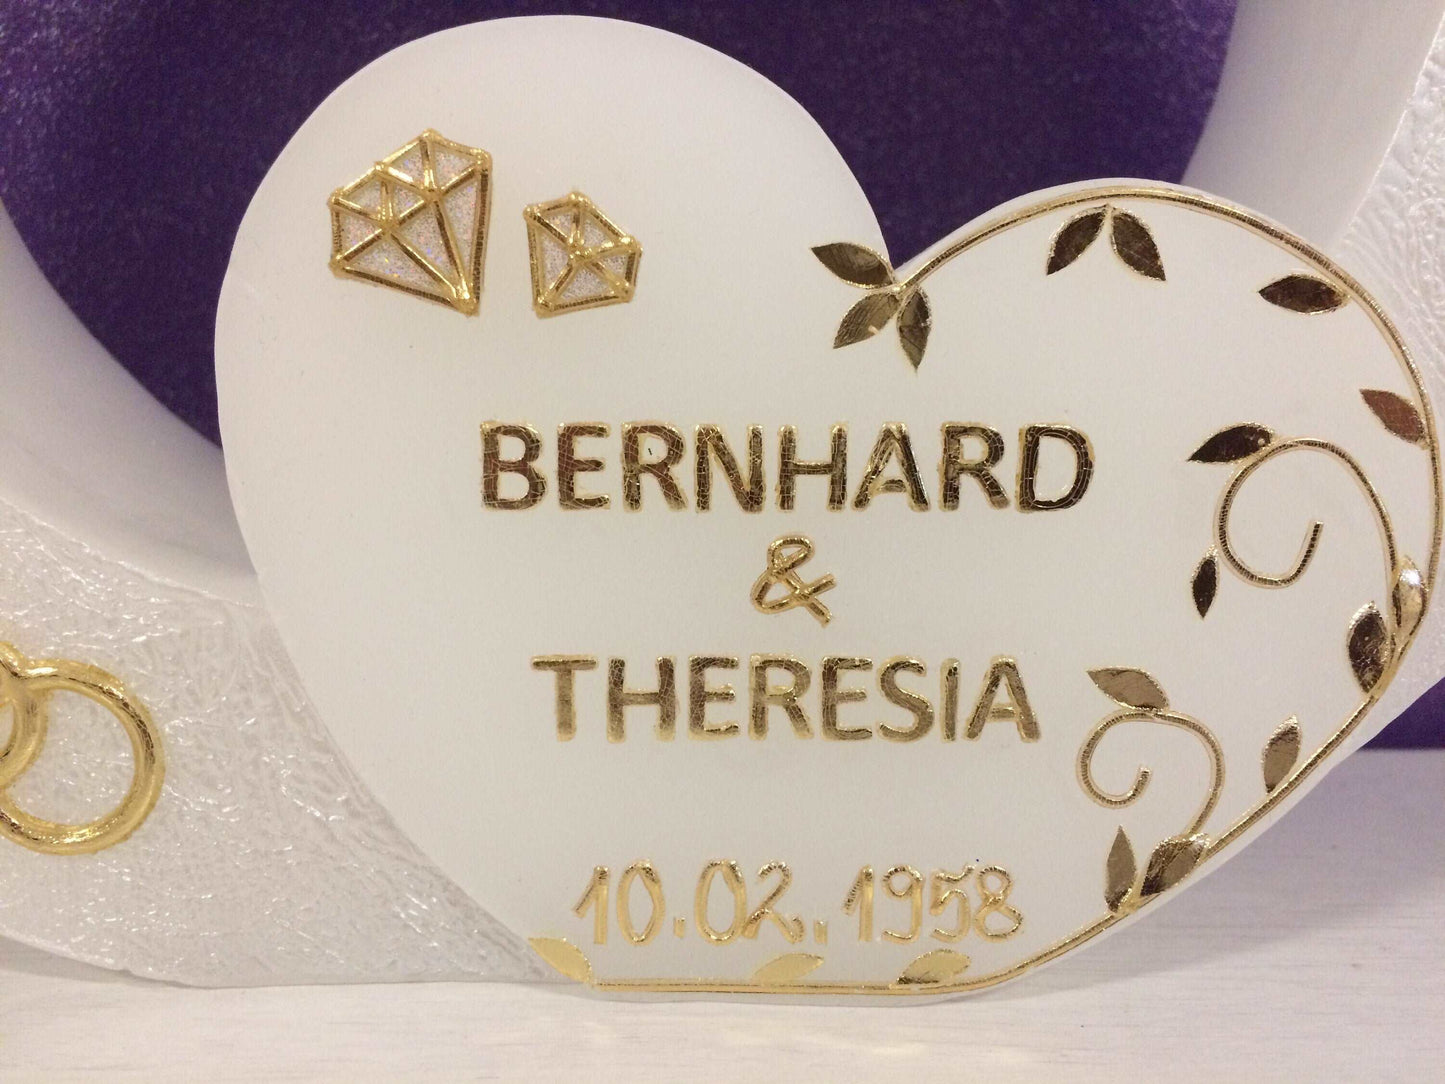 BERNHARD
&
THERESIA
10.02.1958